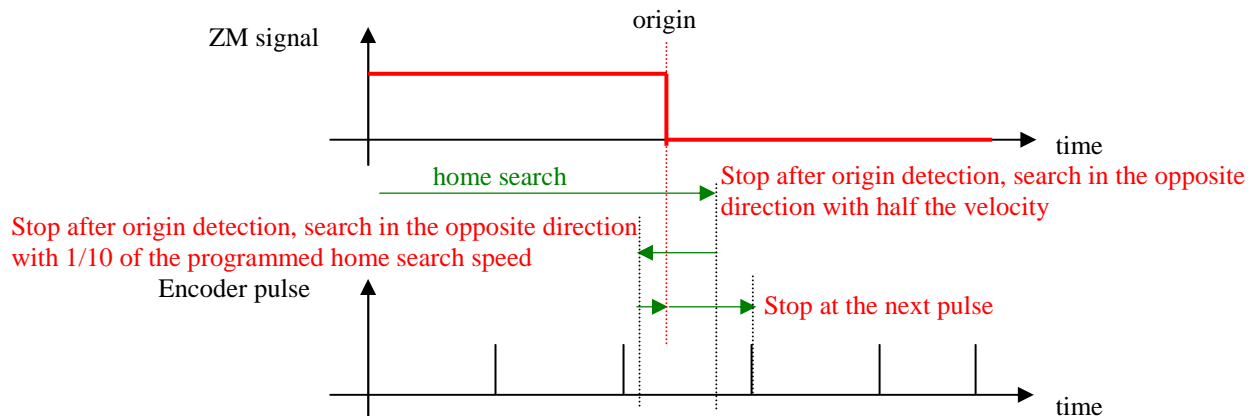 origin
ZM signal
time
home search
Stop after origin detection, search in the opposite
direction with half the velocity
Stop after origin detection, search in the opposite direction
with 1/10 of the programmed home search speed
Encoder pulse
Stop at the next pulse
time